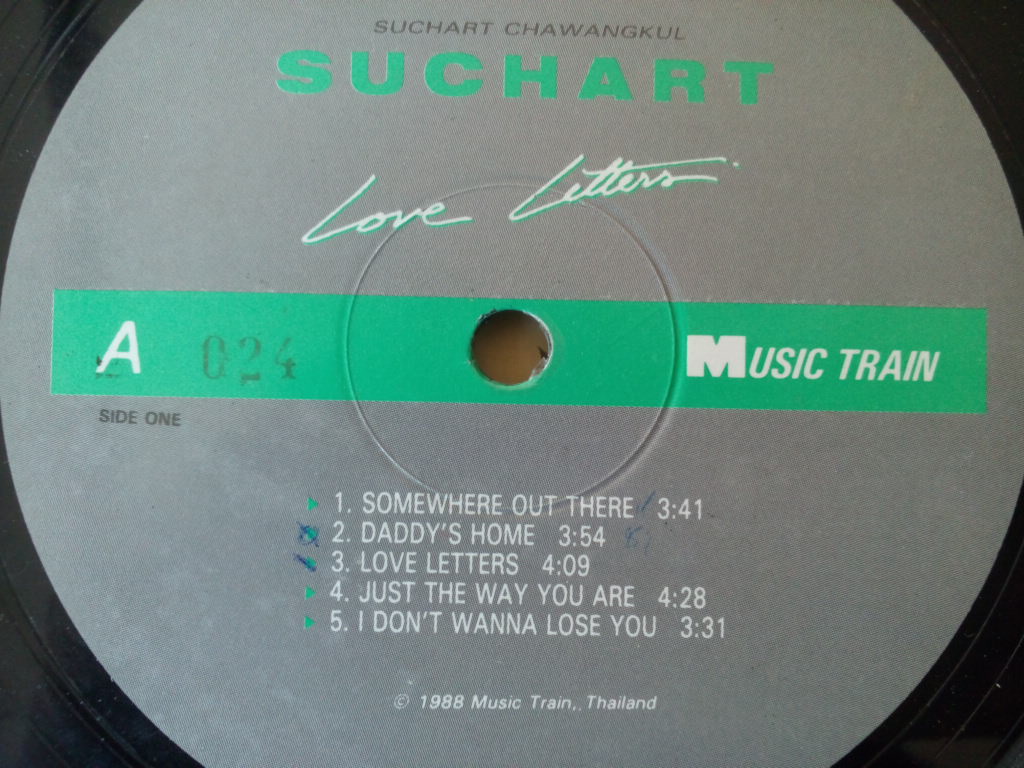 SUCHART CHAWANGKUL
SUCHART
Love Letters
A 024
MUSIC TRAIN
SIDE ONE
1. SOMEWHERE OUT THERE 3:41
2. DADDY'S HOME 3:54
3. LOVE LETTERS 4:09
4. JUST THE WAY YOU ARE 4:28
5. I DON'T WANNA LOSE YOU 3:31
© 1988 Music Train,. Thailand